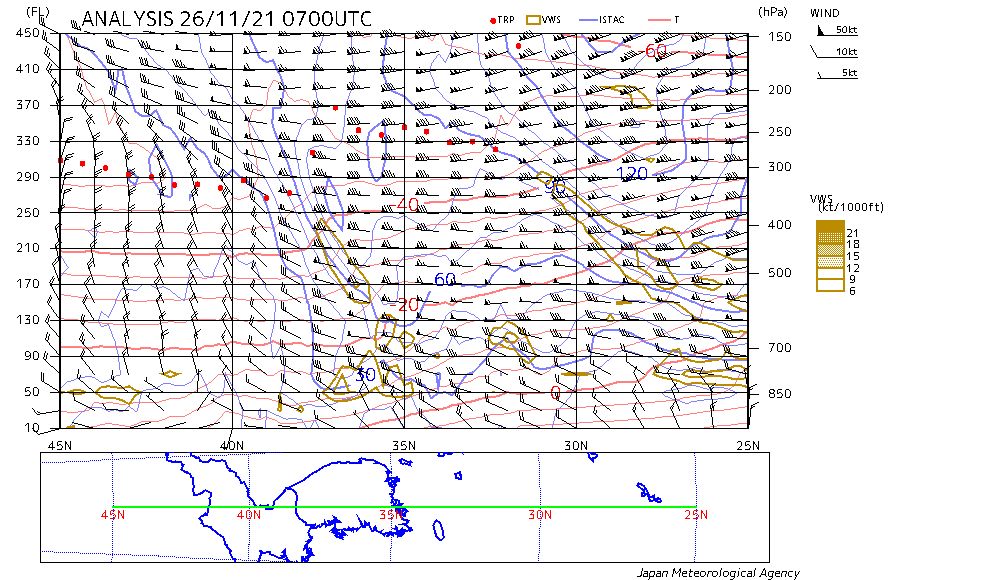 ANALYSIS 26/11/21 0700UTC
TRP VWS ISTAC T
(FL) (hPa) WIND
450 150
50kt
10kt
5kt
410
370 200
330 250
290 300
250 400
210
170 500
130
90 700
50 850
10
60
120
90
-40
60
-20
30
0
VWS
(kt/1000ft)
21
18
15
12
9
6
45N 40N 35N 30N 25N
45N 40N 35N 30N 25N
Japan Meteorological Agency